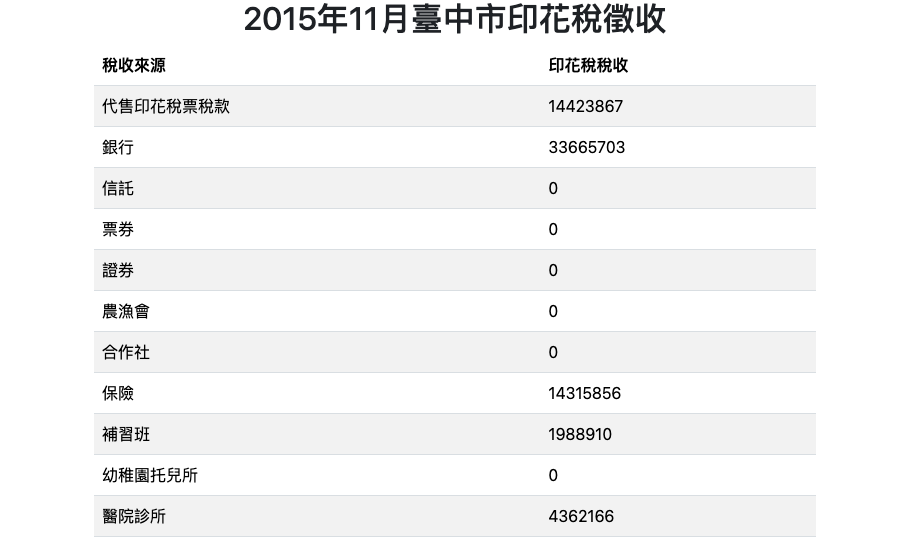 2015年11月臺中市印花稅徵收
稅收來源 印花稅稅收
代售印花稅票稅款 14423867
銀行 33665703
信託 0
票券 0
證券 0
農漁會 0
合作社 0
保險 14315856
補習班 1988910
幼稚園托兒所 0
醫院診所 4362166